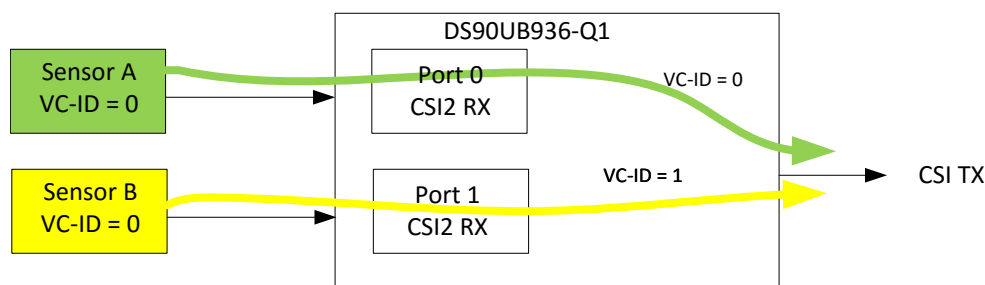 DS90UB936-Q1
Sensor A
VC-ID = 0
Port 0
CSI2 RX
VC-ID = 0
Sensor B
VC-ID = 0
Port 1
CSI2 RX
VC-ID = 1
CSI TX